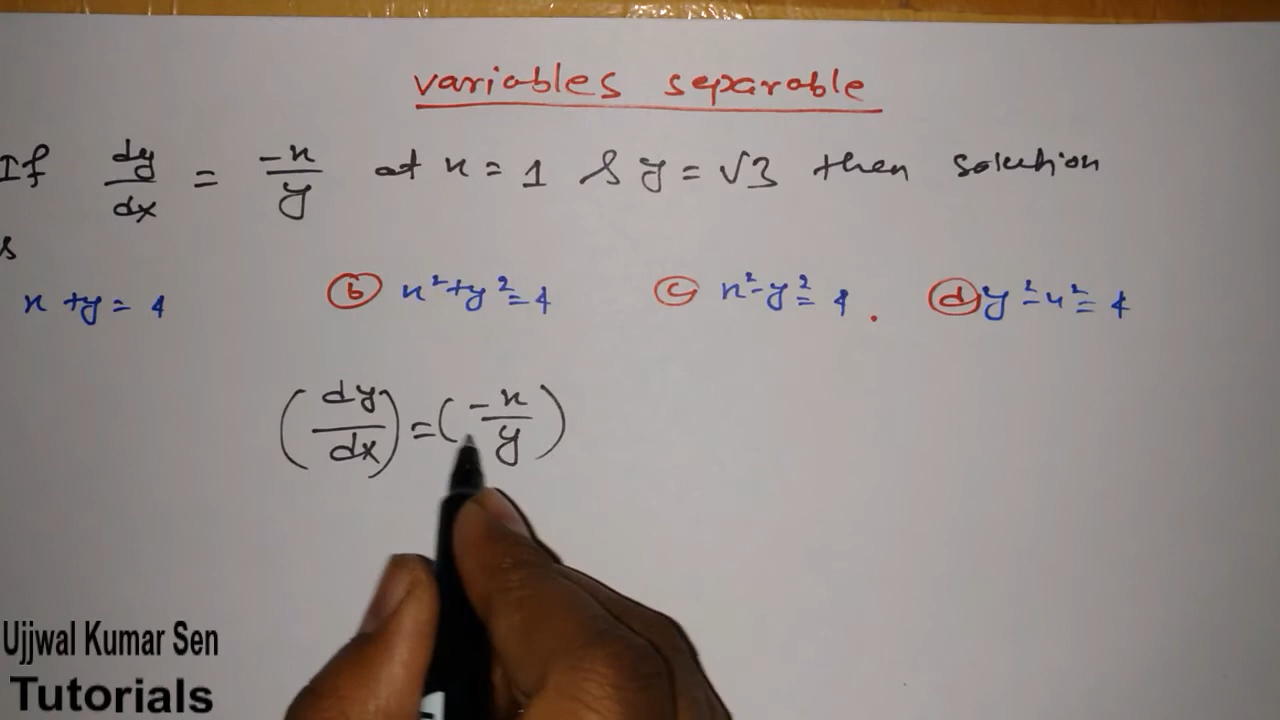 variables separable
If dy/dx = -x/y at x = 1 & y = √3 then solution
s
x + y = 4 (b) x² + y² = 4 (c) x² - y² = 4 . (d) y² - x² = 4
(dy/dx) = (-x/y)
Ujjwal Kumar Sen
Tutorials